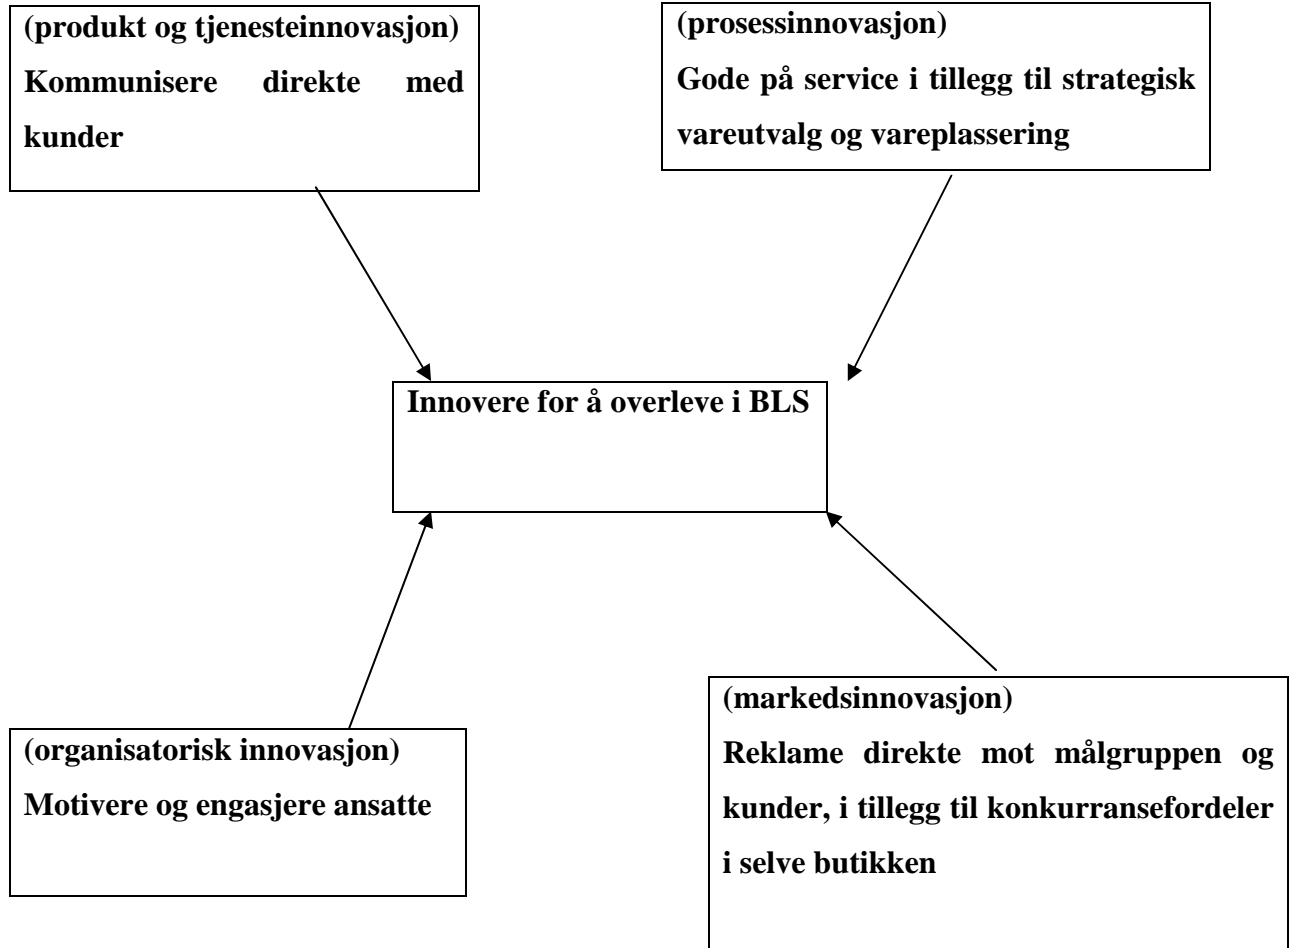 (produkt og tjenesteinnovasjon)
Kommunisere direkte med
kunder
(prosessinnovasjon)
Gode på service i tillegg til strategisk
vareutvalg og vareplassering
Innovere for å overleve i BLS
(organisatorisk innovasjon)
Motivere og engasjere ansatte
(markedsinnovasjon)
Reklame direkte mot målgruppen og
kunder, i tillegg til konkurransefordeler
i selve butikken